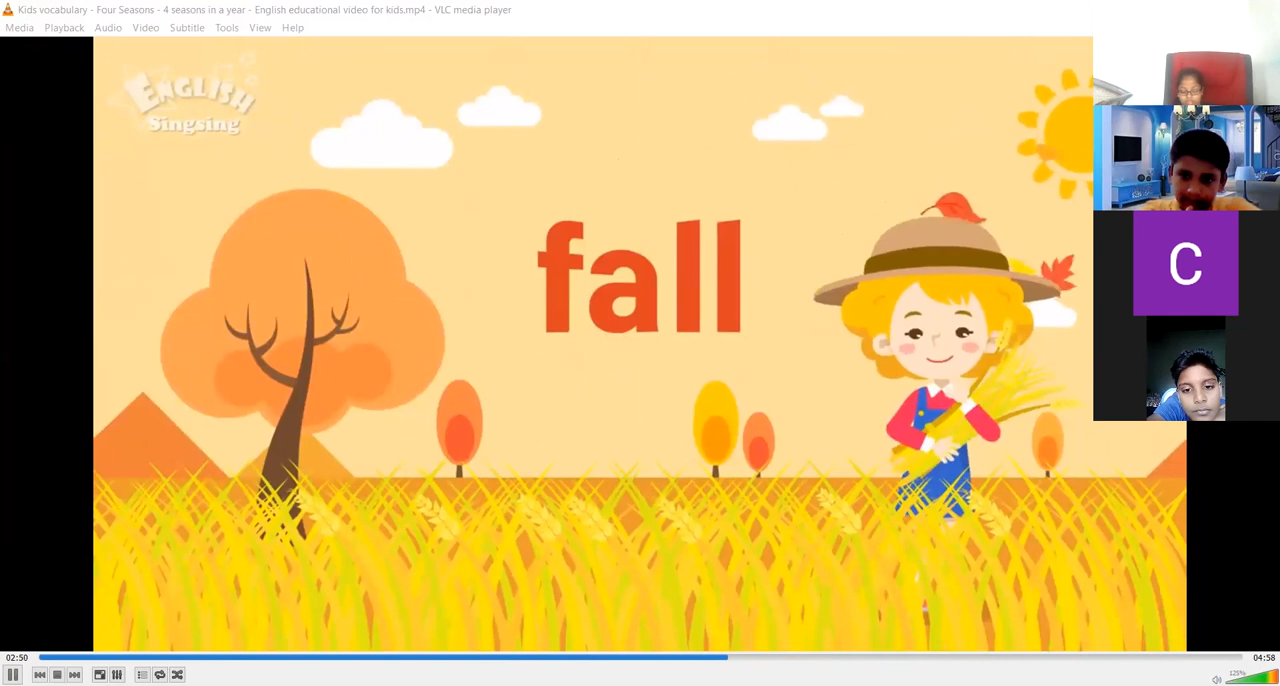 Kids vocabulary - Four Seasons - 4 seasons in a year - English educational video for kids.mp4 - VLC media player
Media Playback Audio Video Subtitle Tools View Help
ENGLISH
Singsing
fall
C
02:50
04:58
125%